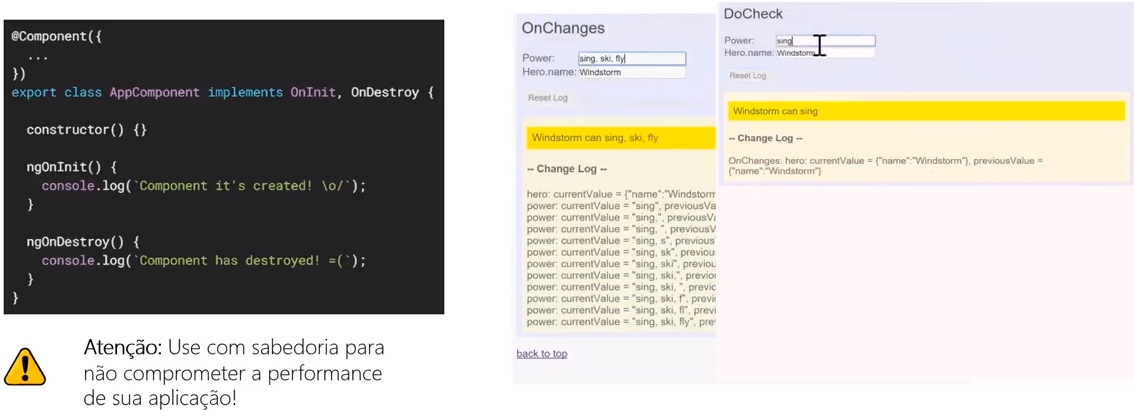 @Component({
  ...
})
export class AppComponent implements OnInit, OnDestroy {
  constructor() {}
  ngOnInit() {
    console.log(`Component it's created! \o/`);
  }
  ngOnDestroy() {
    console.log(`Component has destroyed! =(`);
  }
}
Atenção: Use com sabedoria para
não comprometer a performance
de sua aplicação!
OnChanges
Power: sing, ski, fly
Hero.name: Windstorm
Reset Log
Windstorm can sing, ski, fly
-- Change Log --
hero: currentValue = {"name":"Windstorm
power: currentValue = "sing", previousVa
power: currentValue = "sing,", previousVa
power: currentValue = "sing, ", previousV
power: currentValue = "sing, s", previousV
power: currentValue = "sing, sk", previous
power: currentValue = "sing, ski", previou
power: currentValue = "sing, ski,", previou
power: currentValue = "sing, ski, ", previo
power: currentValue = "sing, ski, f", previo
power: currentValue = "sing, ski, fl", previo
power: currentValue = "sing, ski, fly", pre
back to top
DoCheck
Power: sing
Hero.name: Windstorm
Reset Log
Windstorm can sing
-- Change Log --
OnChanges: hero: currentValue = {"name":"Windstorm"}, previousValue =
{"name":"Windstorm"}